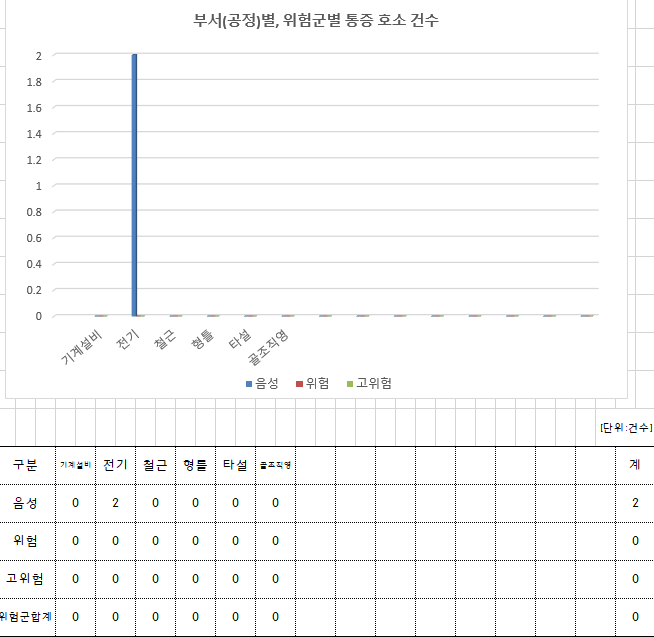 부서(공정)별, 위험군별 통증 호소 건수
2
1.8
1.6
1.4
1.2
1
0.8
0.6
0.4
0.2
0
기계설비 전기 철근 형틀 타설 골조직영
음성 위험 고위험
[단위:건수]
구분 기계설비 전기 철근 형틀 타설 골조직영 계
음성 0 2 0 0 0 0 2
위험 0 0 0 0 0 0 0
고위험 0 0 0 0 0 0 0
위험군합계 0 0 0 0 0 0 0